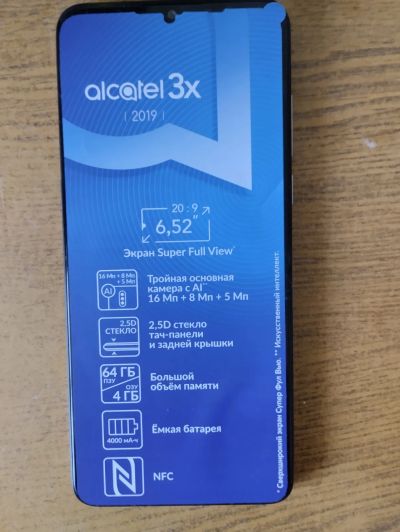 alcatel 3x
| 2019 |
20 : 9
6,52"
Экран Super Full View*
16 Мп + 8 Мп
+ 5 Мп
AI
Тройная основная
камера с AI**
16 Мп + 8 Мп + 5 Мп
2.5D
СТЕКЛО
2,5D стекло
тач-панели
и задней крышки
64 ГБ
ПЗУ
ОЗУ
4 ГБ
Большой
объём памяти
4000 мА·ч
Ёмкая батарея
NFC
* Сверхширокий экран Супер Фул Вью. ** Искусственный интеллект.